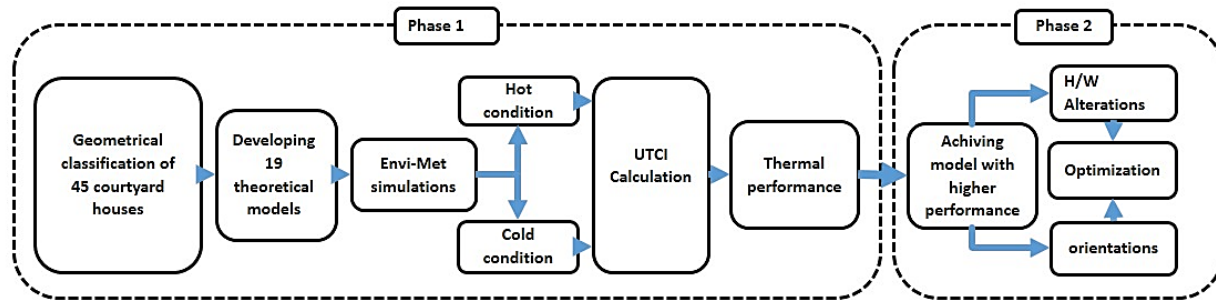 Phase 1
Phase 2
Geometrical
classification of
45 courtyard
houses
Developing
19
theoretical
models
Envi-Met
simulations
Hot
condition
Cold
condition
UTCI
Calculation
Thermal
performance
Achiving
model with
higher
performance
H/W
Alterations
Optimization
orientations